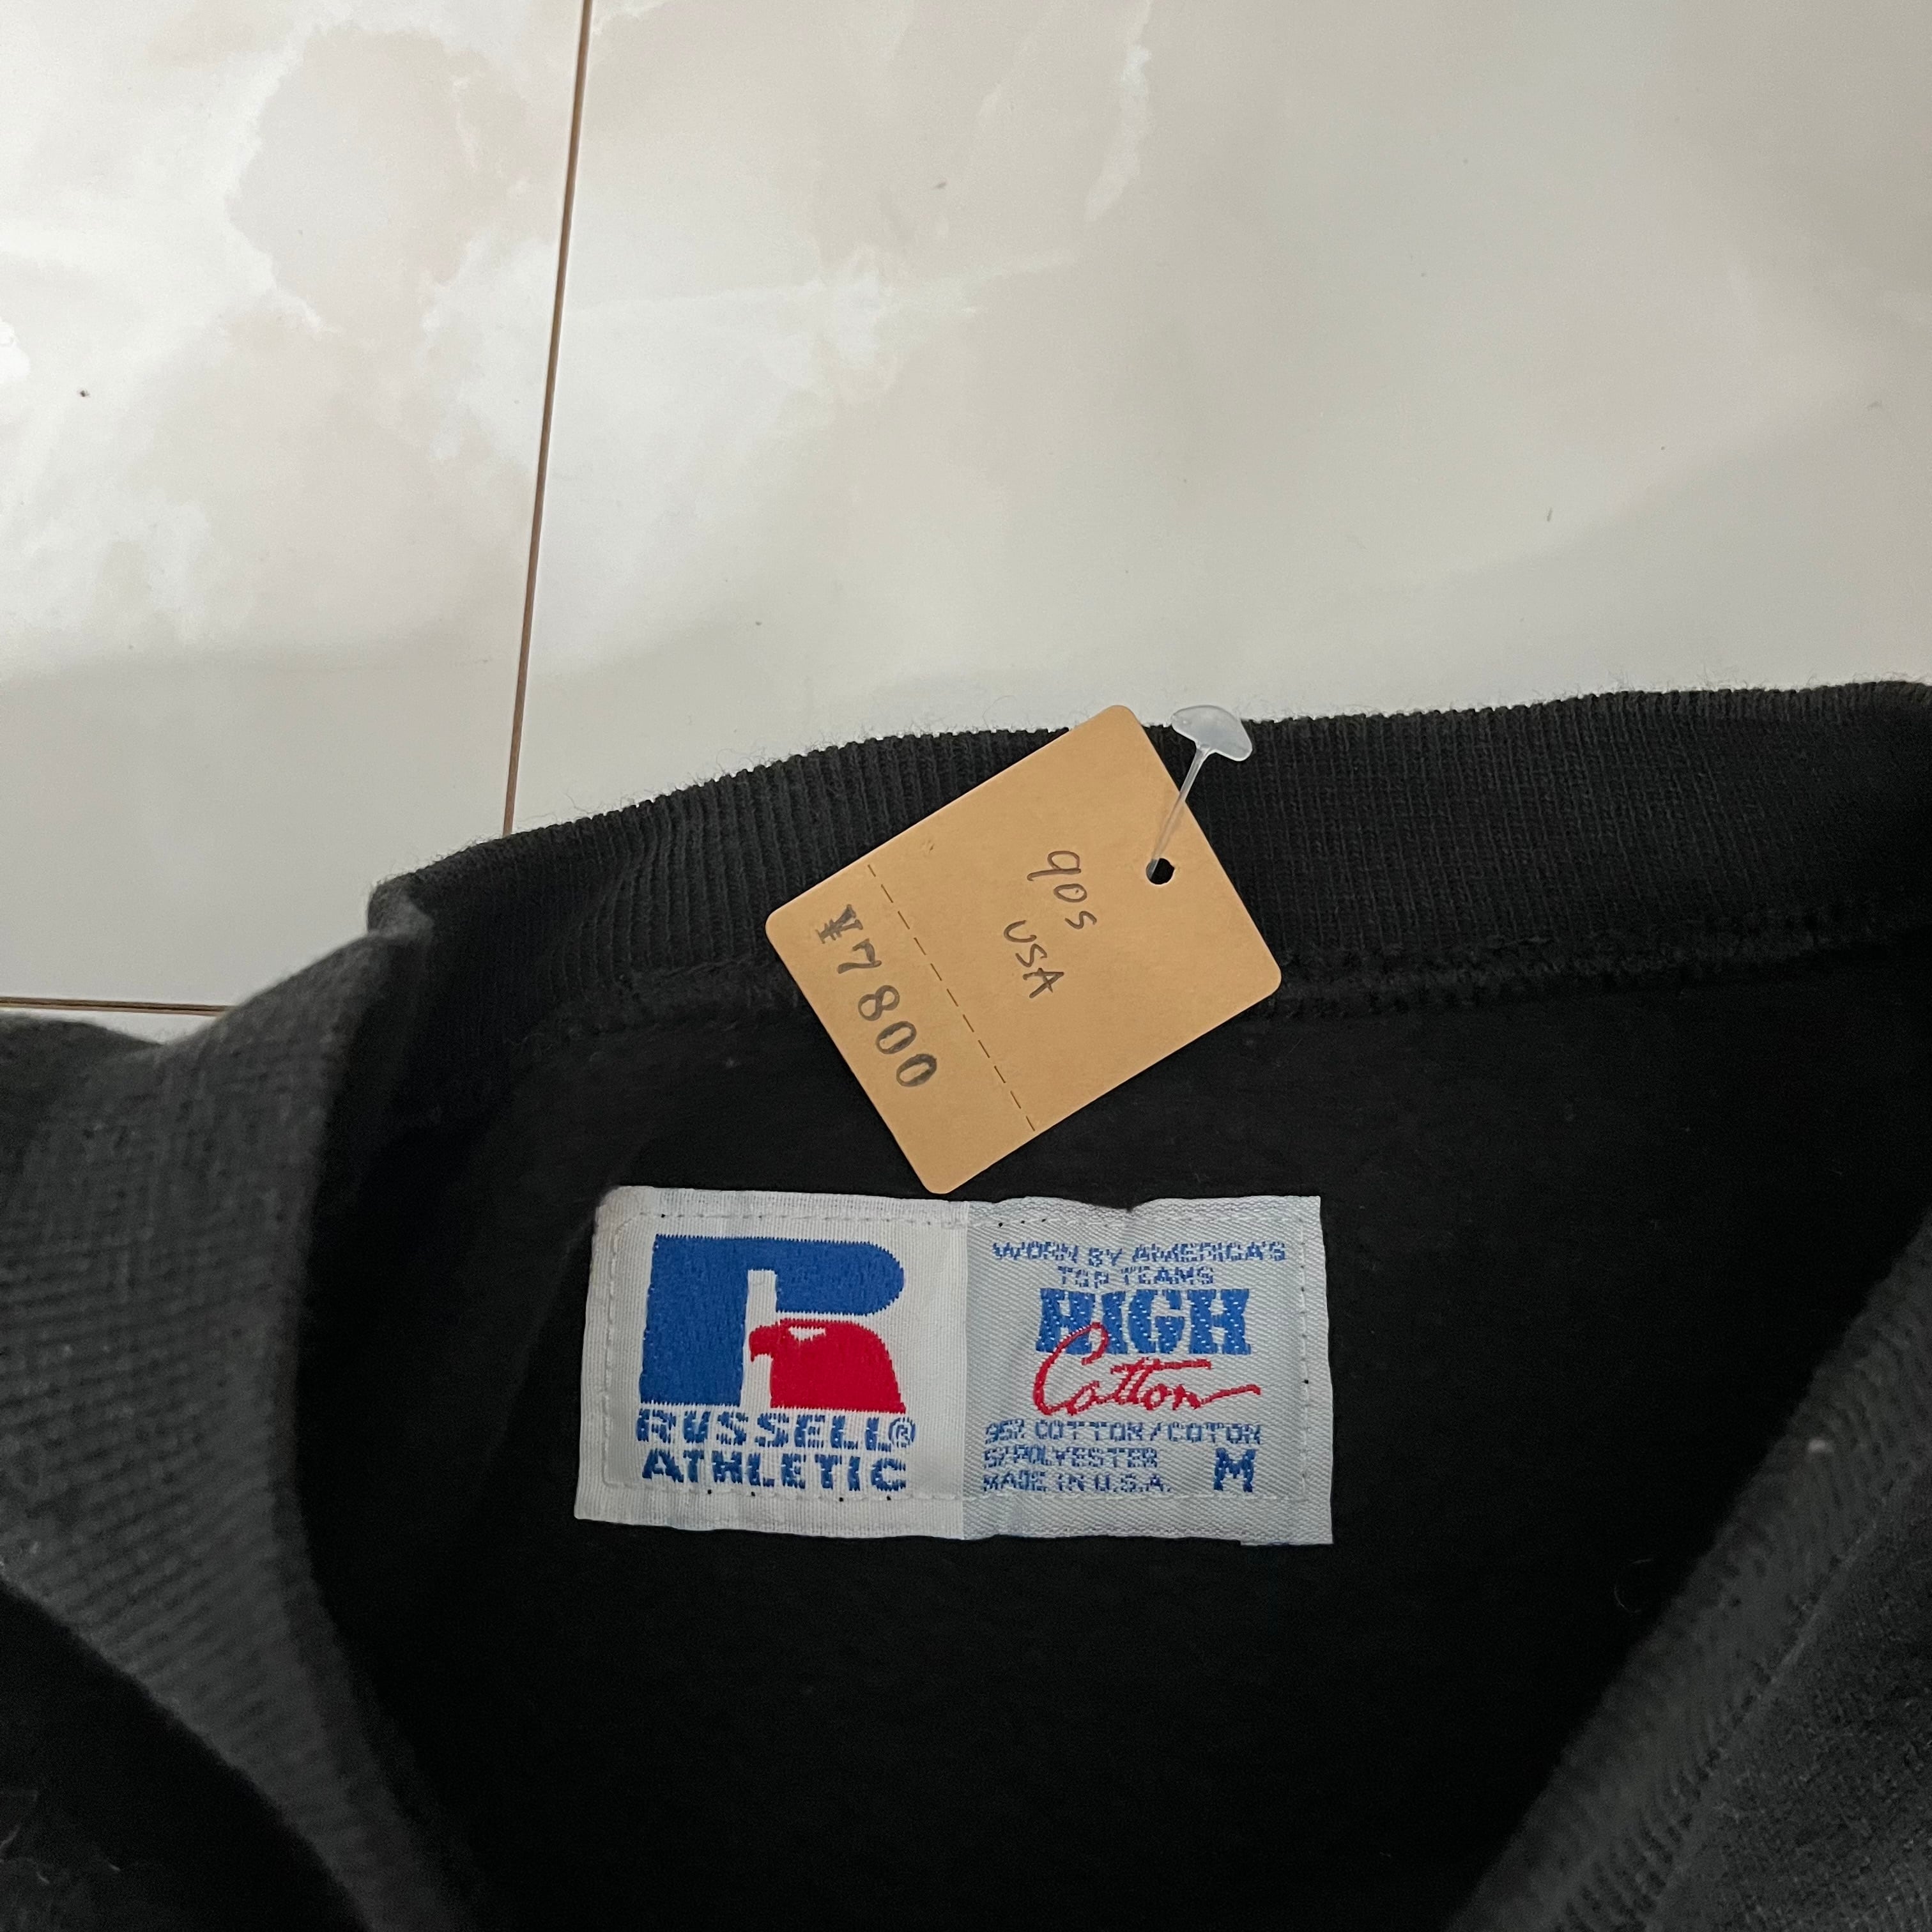 90s
USA
¥7800
RUSSELL®
ATHLETIC
WORN BY AMERICA'S
TOP TEAMS
HIGH
Cotton
95% COTTON/COTON
5% POLYESTER
MADE IN U.S.A.
M